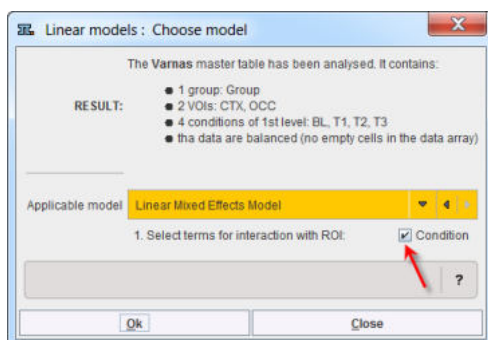 Linear models : Choose model
The Varnas master table has been analysed. It contains:
RESULT:
● 1 group: Group
● 2 VOIs: CTX, OCC
● 4 conditions of 1st level: BL, T1, T2, T3
● tha data are balanced (no empty cells in the data array)
Applicable model Linear Mixed Effects Model
1. Select terms for interaction with ROI: Condition
?
Ok Close